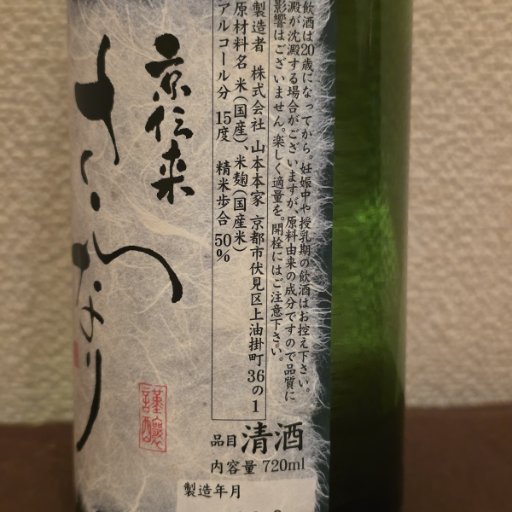 飲酒は20歳になってから。妊娠中や授乳期の飲酒はお控え下さい。
澱が沈澱する場合がございますが、原料由来の成分ですので品質に
影響はございません。楽しく適量を。開栓にはご注意下さい。
製造者 株式会社 山本本家 京都市伏見区上油掛町36の1
原材料名 米(国産)、米麹(国産米)
アルコール分 15度 精米歩合 50%
京伝来
謹醸
品目 清酒
内容量 720ml
製造年月